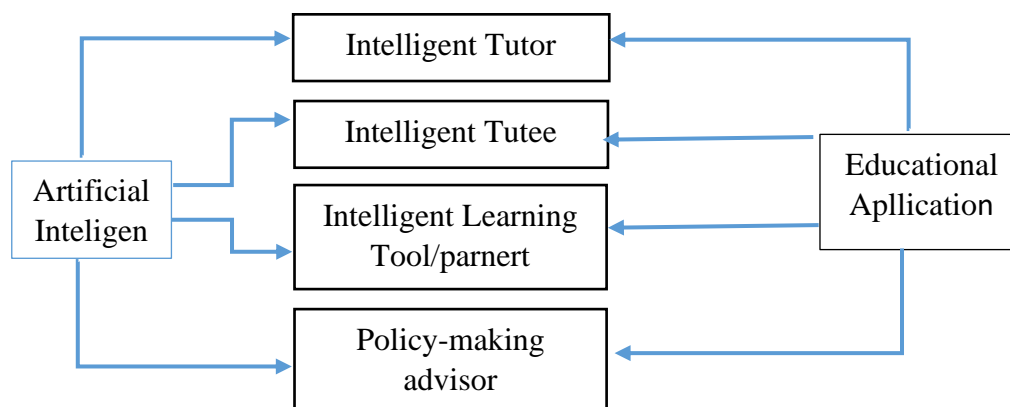 Intelligent Tutor
Intelligent Tutee
Artificial
Inteligen
Intelligent Learning
Tool/parnert
Educational
Apllication
Policy-making
advisor